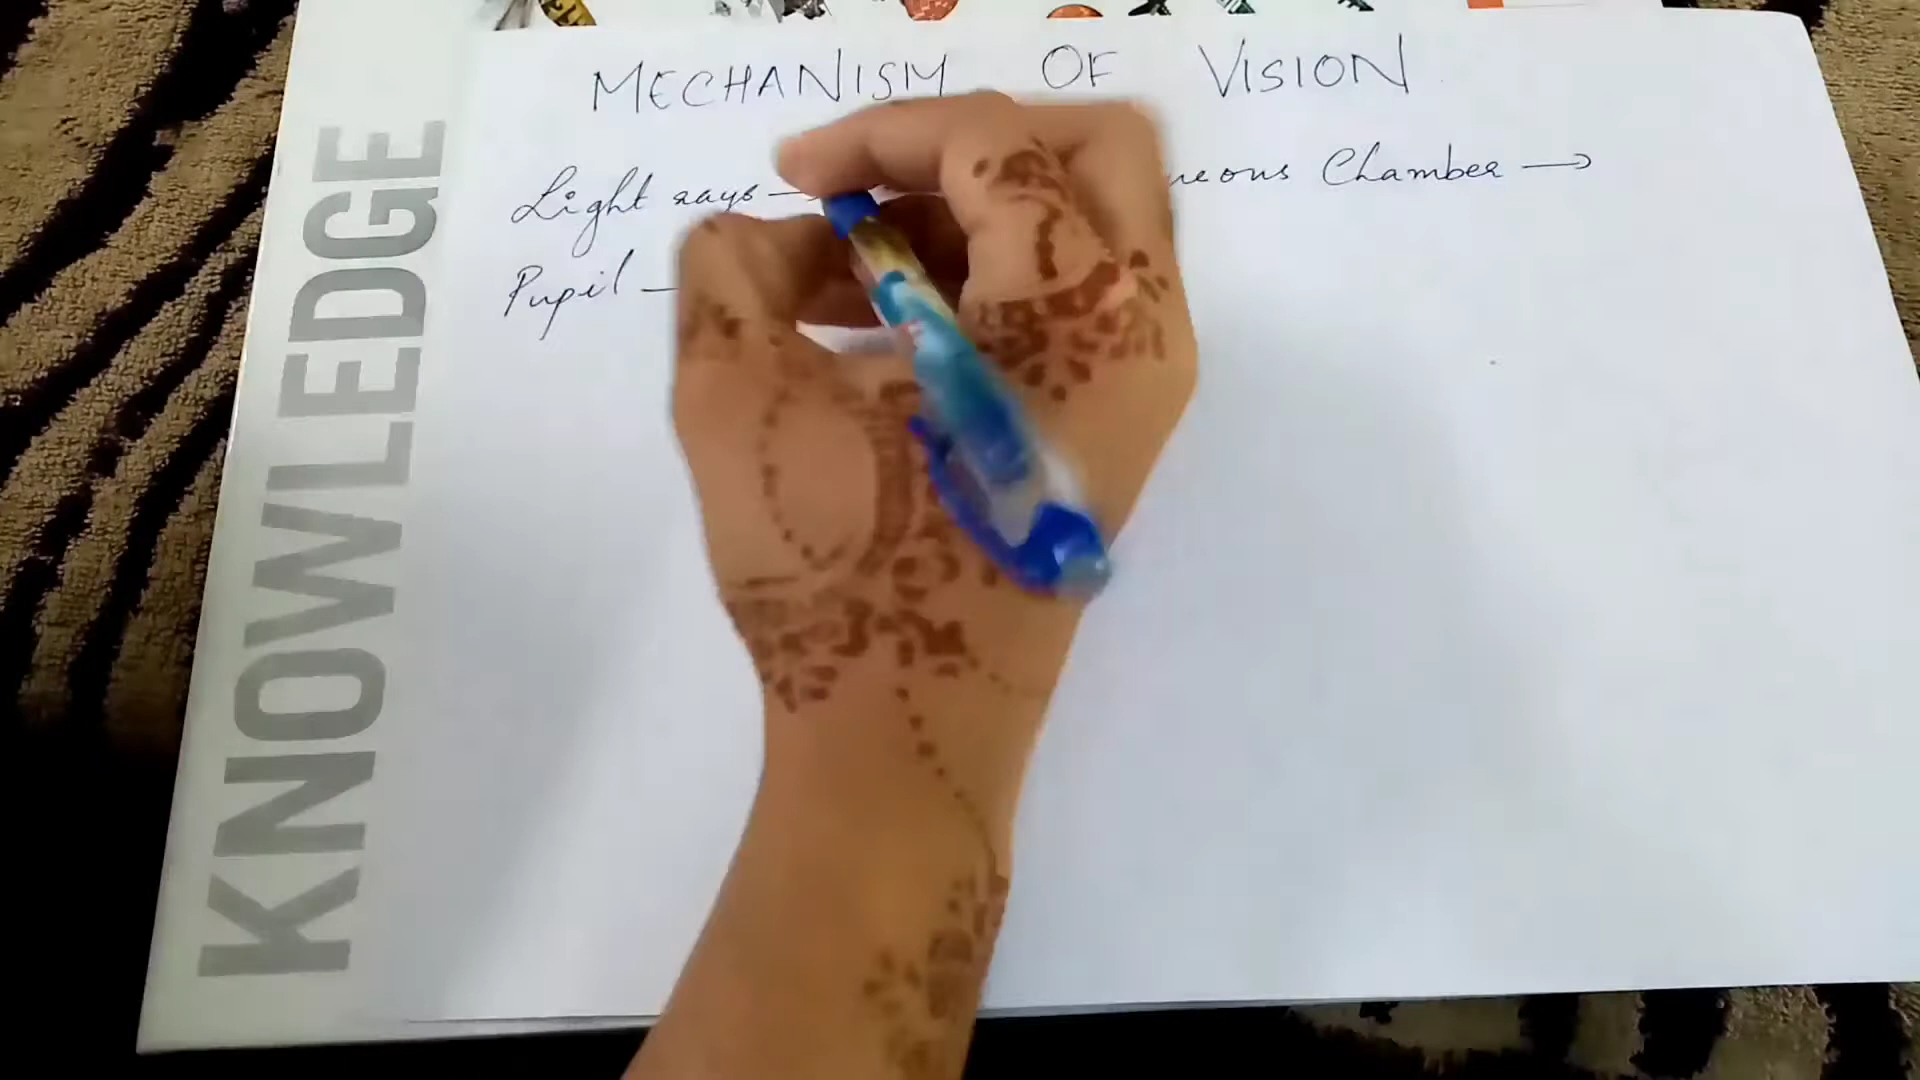 MECHANISM OF VISION
Light rays → Chamber →
Pupil
KNOWLEDGE